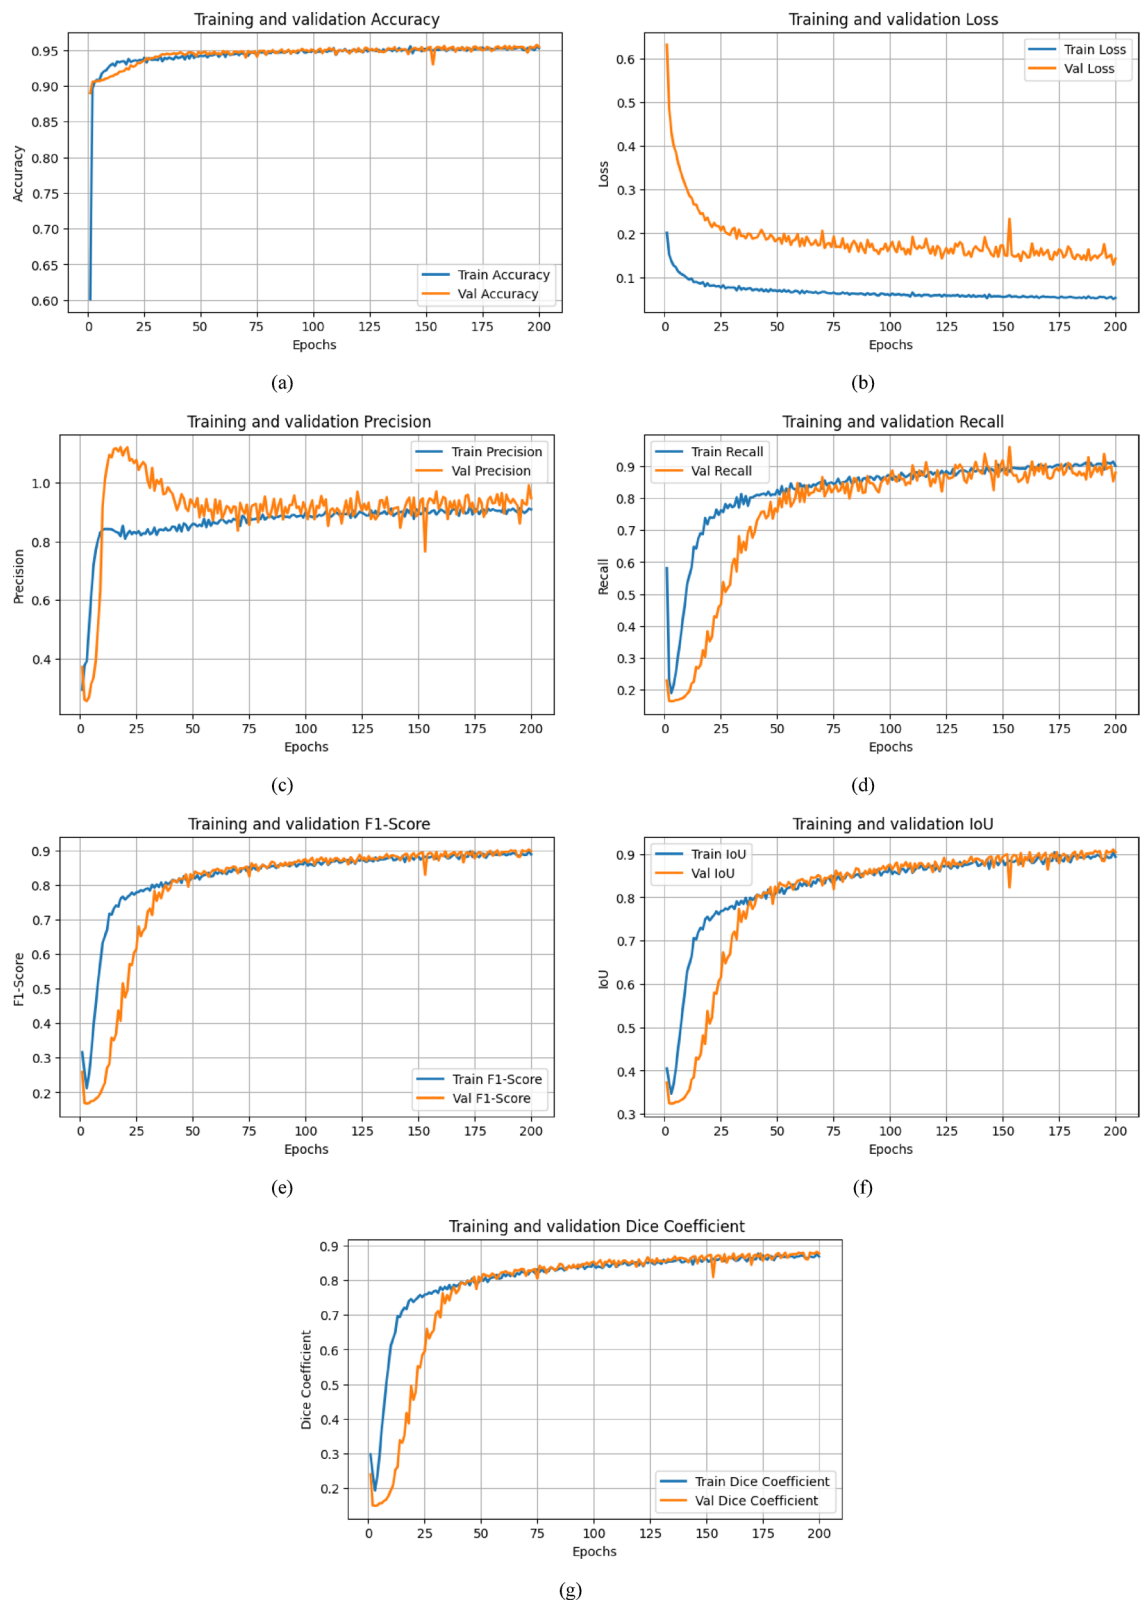 Training and validation Accuracy
0.95
0.90
0.85
0.80
0.75
0.70
0.65
0.60
Accuracy
Train Accuracy
Val Accuracy
0 25 50 75 100 125 150 175 200
Epochs
(a)
Training and validation Loss
0.6
0.5
0.4
0.3
0.2
0.1
Loss
Train Loss
Val Loss
0 25 50 75 100 125 150 175 200
Epochs
(b)
Training and validation Precision
1.0
0.8
0.6
0.4
Precision
Train Precision
Val Precision
0 25 50 75 100 125 150 175 200
Epochs
(c)
Training and validation Recall
0.9
0.8
0.7
0.6
0.5
0.4
0.3
0.2
Recall
Train Recall
Val Recall
0 25 50 75 100 125 150 175 200
Epochs
(d)
Training and validation F1-Score
0.9
0.8
0.7
0.6
0.5
0.4
0.3
0.2
F1-Score
Train F1-Score
Val F1-Score
0 25 50 75 100 125 150 175 200
Epochs
(e)
Training and validation IoU
0.9
0.8
0.7
0.6
0.5
0.4
0.3
IoU
Train IoU
Val IoU
0 25 50 75 100 125 150 175 200
Epochs
(f)
Training and validation Dice Coefficient
0.9
0.8
0.7
0.6
0.5
0.4
0.3
0.2
Dice Coefficient
Train Dice Coefficient
Val Dice Coefficient
0 25 50 75 100 125 150 175 200
Epochs
(g)